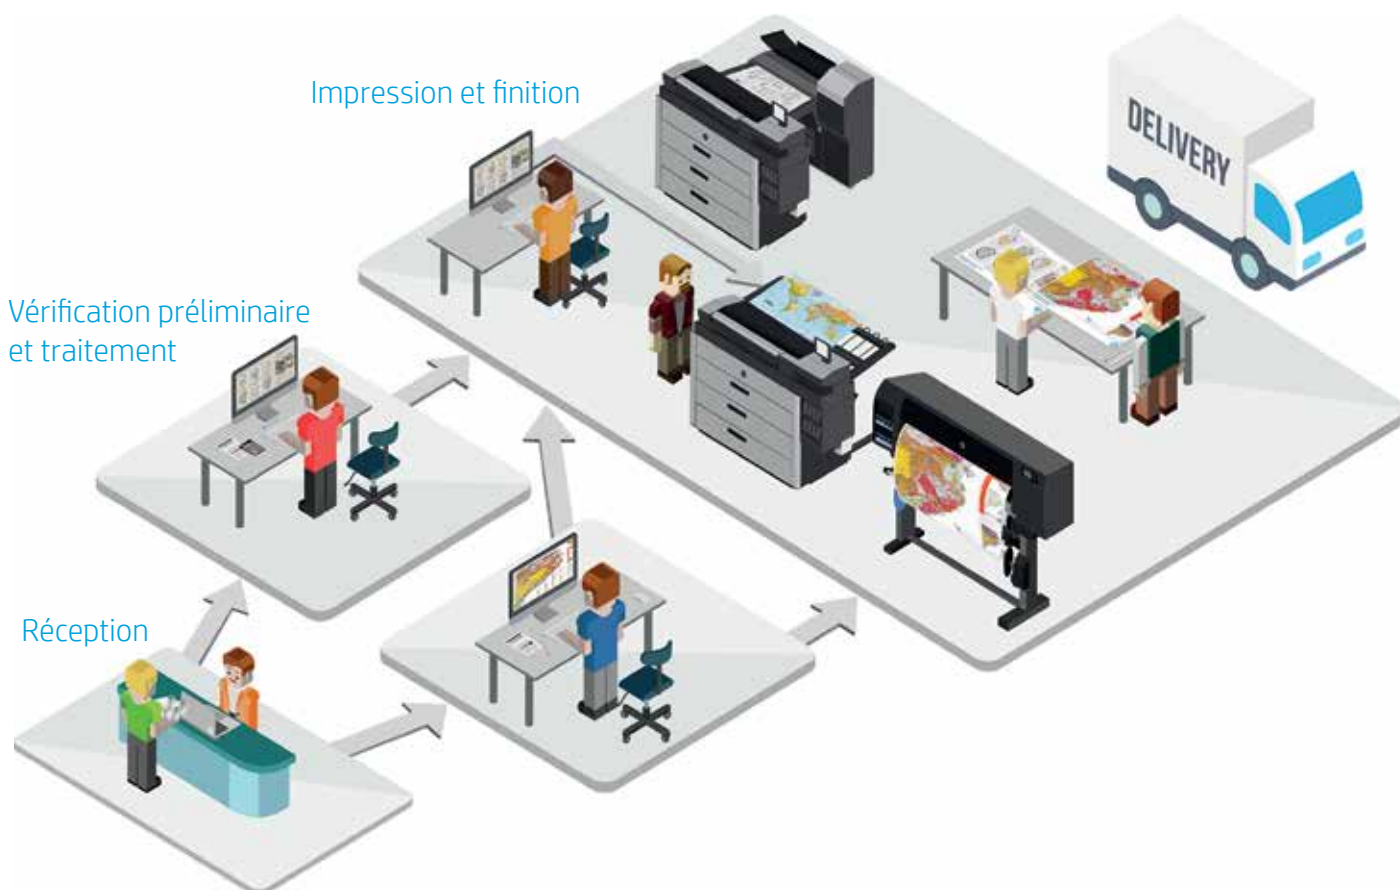 Impression et finition
DELIVERY
Vérification préliminaire
et traitement
Réception